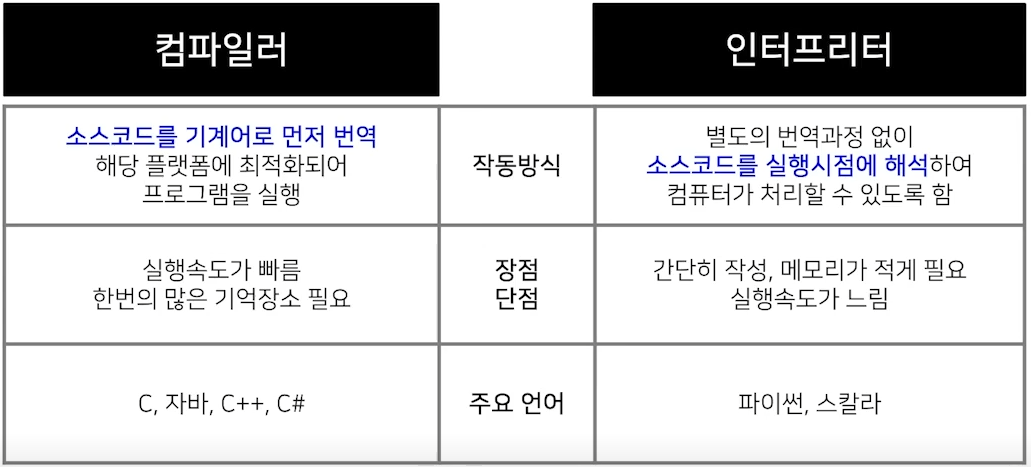 컴파일러
인터프리터
소스코드를 기계어로 먼저 번역
해당 플랫폼에 최적화되어
프로그램을 실행
작동방식
별도의 번역과정 없이
소스코드를 실행시점에 해석하여
컴퓨터가 처리할 수 있도록 함
실행속도가 빠름
한번의 많은 기억장소 필요
장점
단점
간단히 작성, 메모리가 적게 필요
실행속도가 느림
C, 자바, C++, C#
주요 언어
파이썬, 스칼라